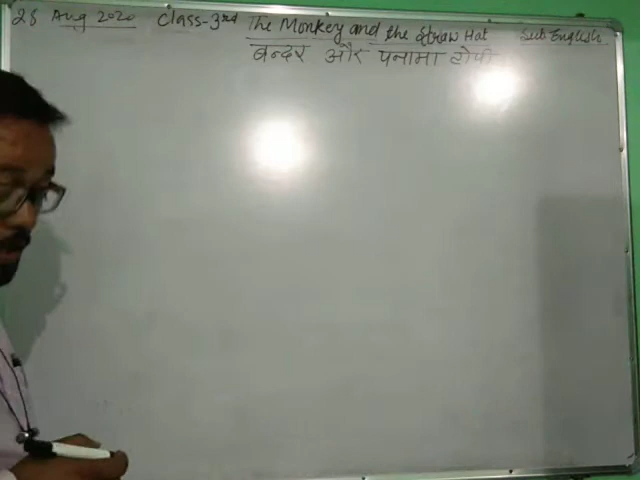 28 Aug 2020 Class-3rd The Monkey and the Straw Hat Sub English
बन्दर और पनामा टोपी